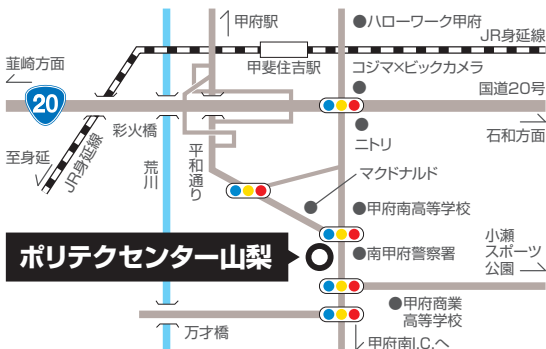 甲府駅
ハローワーク甲府
JR身延線
韮崎方面
甲斐住吉駅
コジマ×ビックカメラ
国道20号
20
彩火橋
ニトリ
石和方面
至身延
JR身延線
荒川
平和通り
マクドナルド
甲府南高等学校
ポリテクセンター山梨
南甲府警察署
小瀬
スポーツ
公園
甲府商業
高等学校
万才橋
甲府南I.C.へ